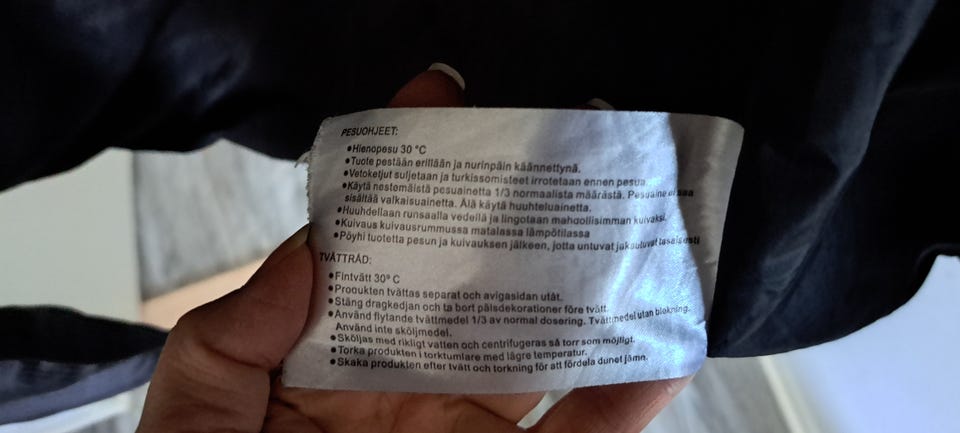 PESUOHJEET:
●Hienopesu 30 °C
●Tuote pestään erillään ja nurinpäin käännettynä.
●Vetoketjut suljetaan ja turkissomisteet irrotetaan ennen pesua.
●Käytä nestemäistä pesuainetta 1/3 normaalista määrästä. Pesuaine ei saa
sisältää valkaisuainetta. Älä käytä huuhteluainetta.
●Huuhdellaan runsaalla vedellä ja lingotaan mahdollisimman kuivaksi.
●Kuivaus kuivausrummussa matalassa lämpötilassa
●Pöyhi tuotetta pesun ja kuivauksen jälkeen, jotta untuvat jakautuvat tasaisesti
TVÄTTRÅD:
●Fintvätt 30° C
●Produkten tvättas separat och avigasidan utåt.
●Stäng dragkedjan och ta bort pälsdekorationer före tvätt.
●Använd flytande tvättmedel 1/3 av normal dosering. Tvättmedel utan blekning.
Använd inte sköljmedel.
●Sköljas med rikligt vatten och centrifugeras så torr som möjligt.
●Torka produkten i torktumlare med lägre temperatur.
●Skaka produkten efter tvätt och torkning för att fördela dunet jämn.